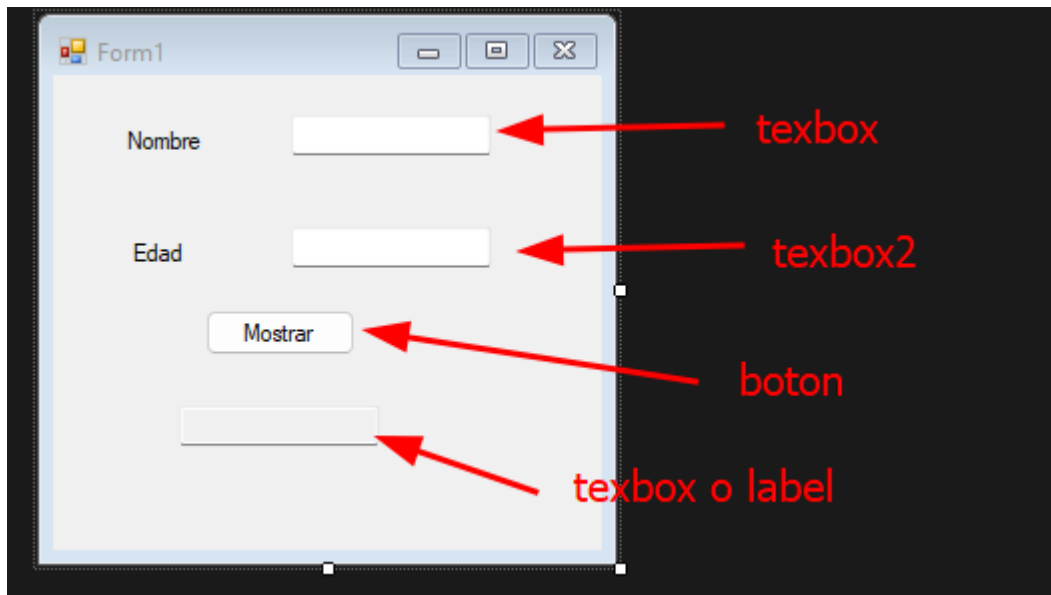 Form1
Nombre
texbox
Edad
texbox2
Mostrar
boton
texbox o label